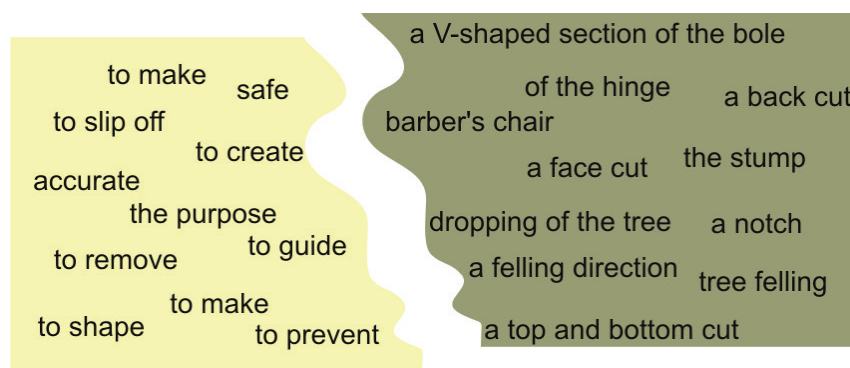 to make
safe
to slip off
to create
accurate
the purpose
to guide
to remove
to make
to shape
to prevent
a V-shaped section of the bole
of the hinge
a back cut
barber's chair
the stump
a face cut
dropping of the tree
a notch
a felling direction
tree felling
a top and bottom cut